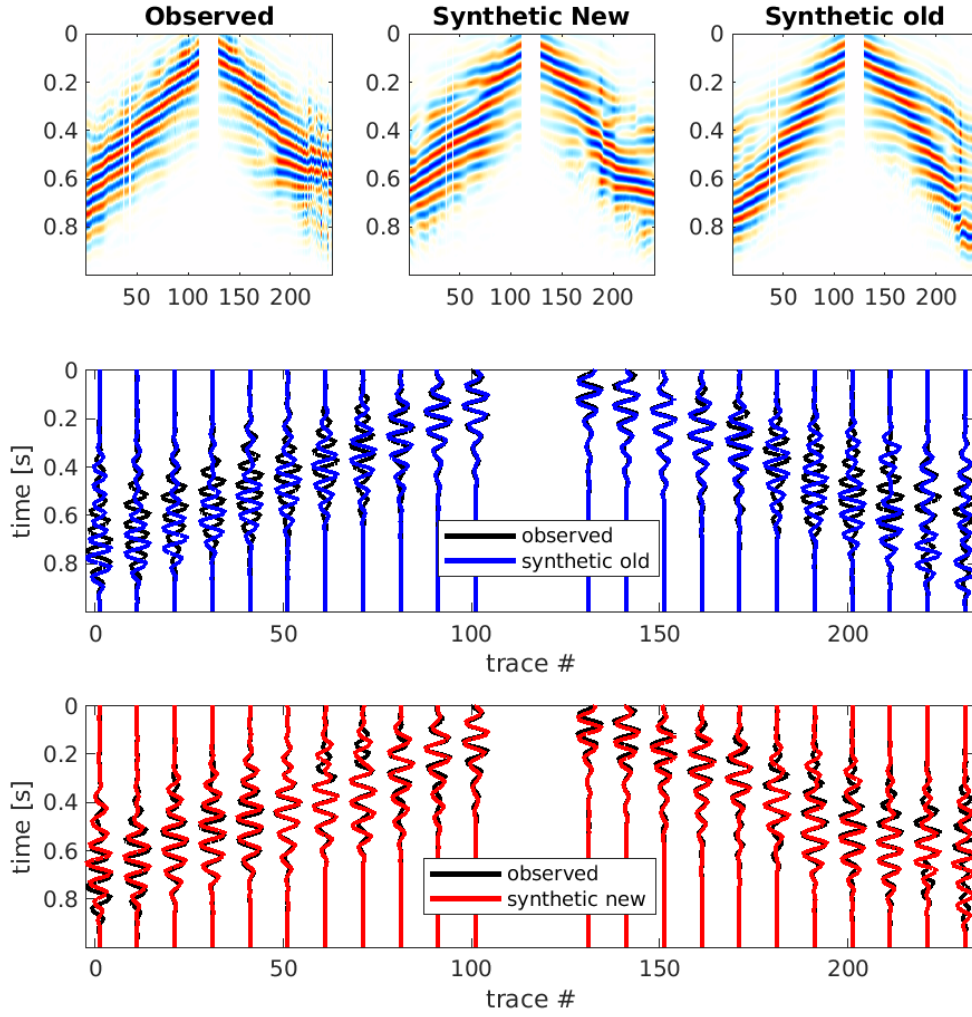 Observed Synthetic New Synthetic old
0 0 0
0.2 0.2 0.2
0.4 0.4 0.4
0.6 0.6 0.6
0.8 0.8 0.8
50 100 150 200 50 100 150 200 50 100 150 200
0
0.2
0.4
0.6
0.8
time [s]
observed
synthetic old
0 50 100 150 200
trace #
0
0.2
0.4
0.6
0.8
time [s]
observed
synthetic new
0 50 100 150 200
trace #